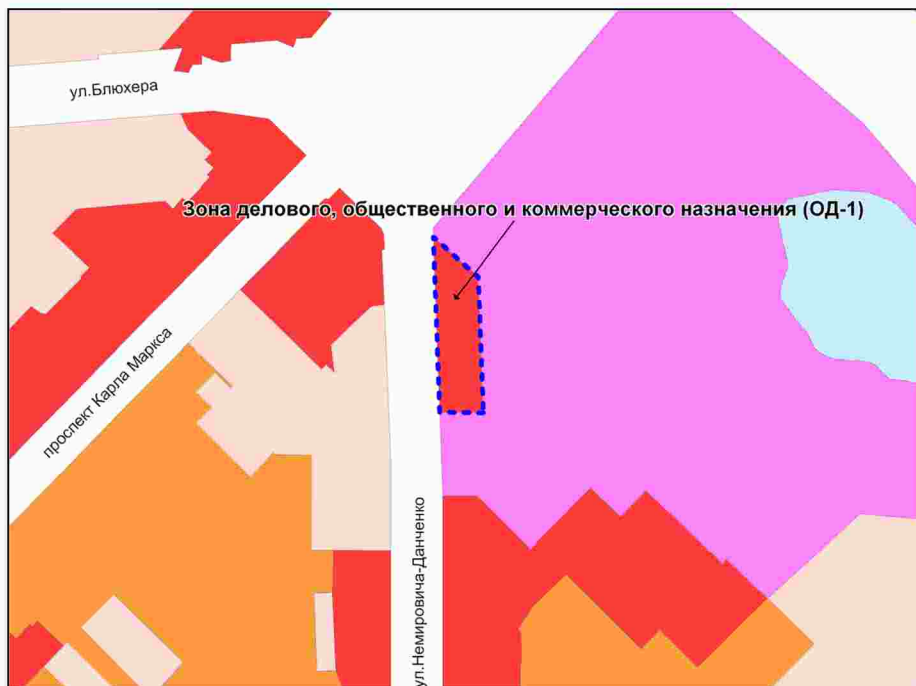 ул.Блюхера
Зона делового, общественного и коммерческого назначения (ОД-1)
проспект Карла Маркса
ул.Немировича-Данченко